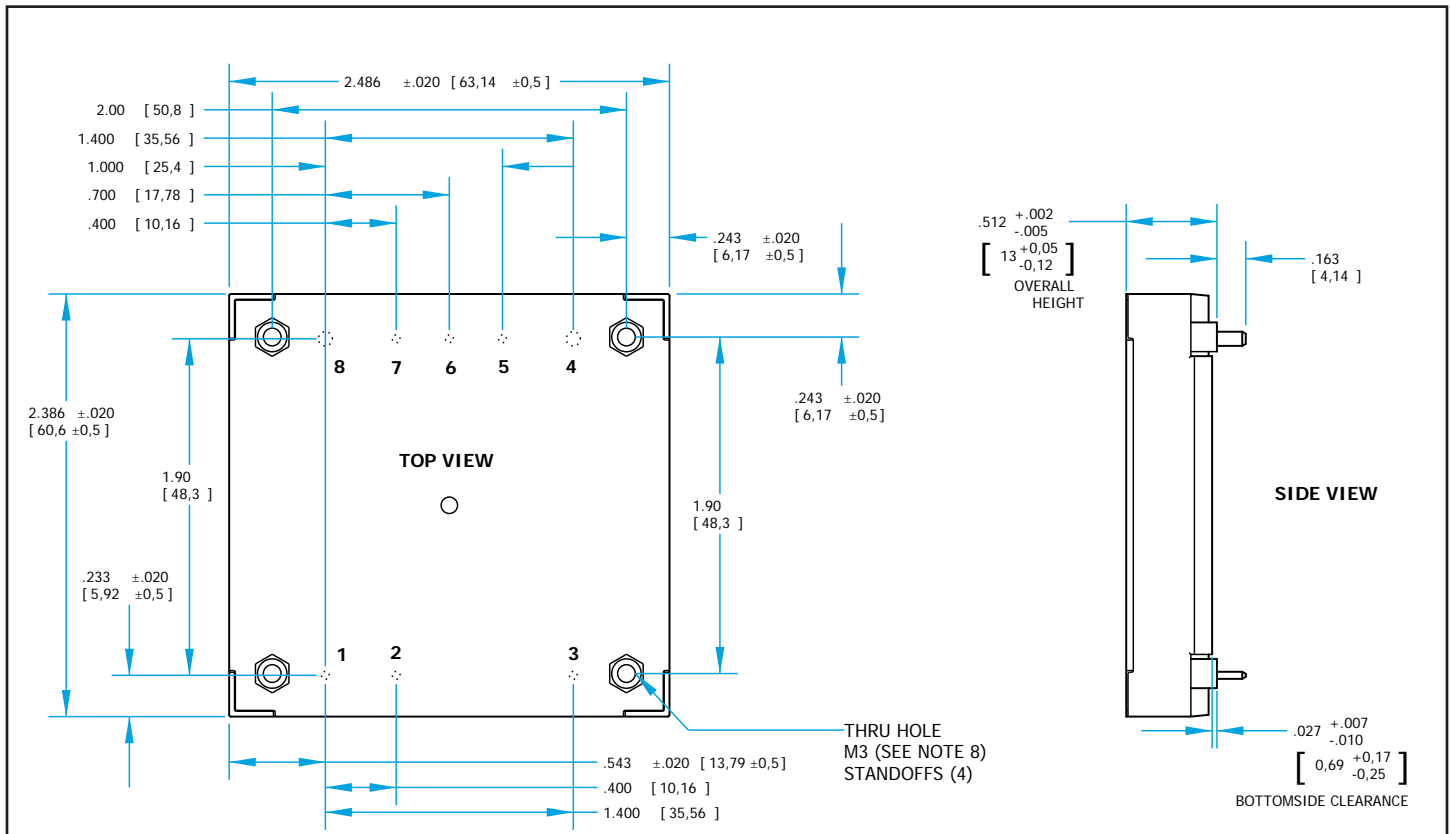 2.486 ±.020 [ 63,14 ±0,5 ]
2.00 [ 50,8 ]
1.400 [ 35,56 ]
1.000 [ 25,4 ]
.700 [ 17,78 ]
.400 [ 10,16 ]
.243 ±.020
[ 6,17 ±0,5 ]
8 7 6 5 4
.243 ±.020
[ 6,17 ±0,5 ]
2.386 ±.020
[ 60,6 ±0,5 ]
TOP VIEW
1.90
[ 48,3 ]
1.90
[ 48,3 ]
.233 ±.020
[ 5,92 ±0,5 ]
1 2 3
THRU HOLE
M3 (SEE NOTE 8)
STANDOFFS (4)
.543 ±.020 [ 13,79 ±0,5 ]
.400 [ 10,16 ]
1.400 [ 35,56 ]
.512 +.002
-.005
[ 13 +0,05
-0,12 ]
OVERALL
HEIGHT
.163
[ 4,14 ]
SIDE VIEW
.027 +.007
-.010
[ 0,69 +0,17
-0,25 ]
BOTTOMSIDE CLEARANCE